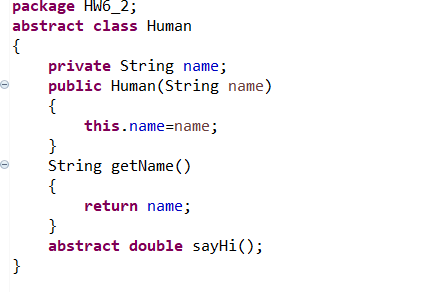 package HW6_2;
abstract class Human
{
private String name;
public Human(String name)
{
this.name=name;
}
String getName()
{
return name;
}
abstract double sayHi();
}